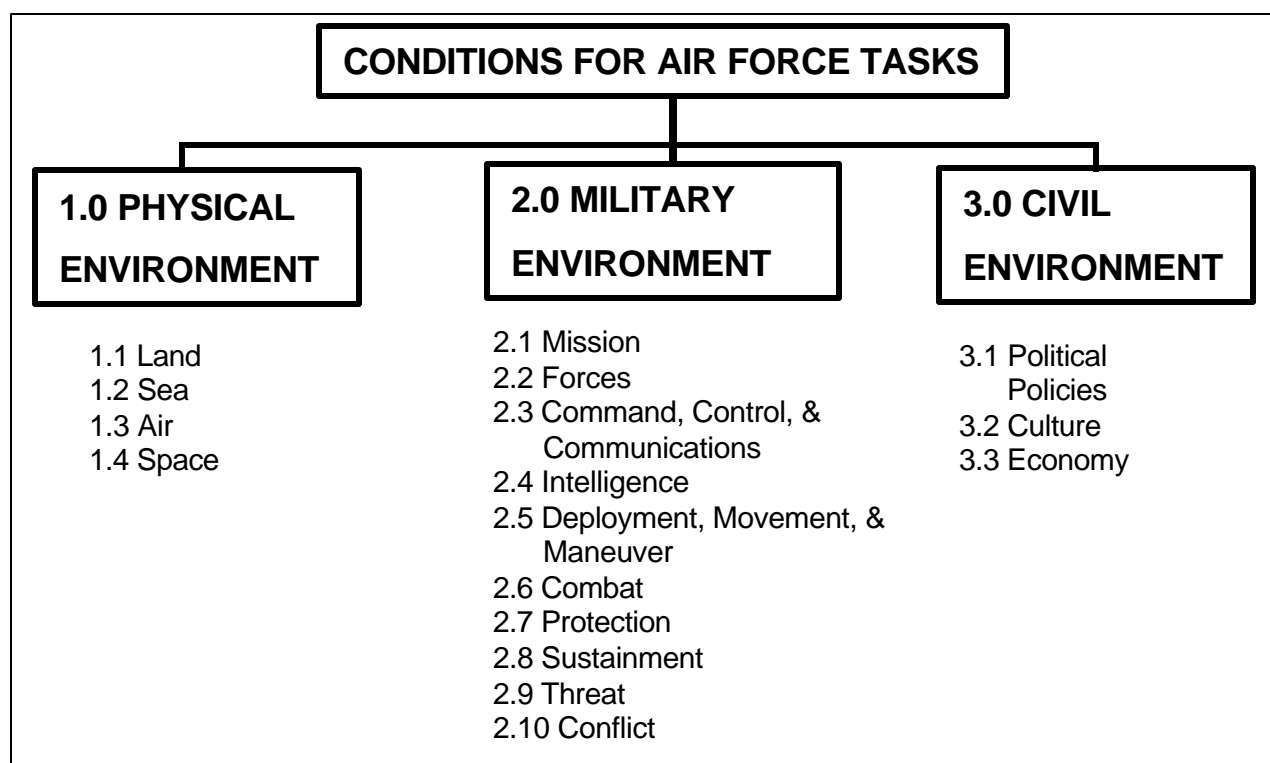 CONDITIONS FOR AIR FORCE TASKS
1.0 PHYSICAL
ENVIRONMENT
1.1 Land
1.2 Sea
1.3 Air
1.4 Space
2.0 MILITARY
ENVIRONMENT
2.1 Mission
2.2 Forces
2.3 Command, Control, &
Communications
2.4 Intelligence
2.5 Deployment, Movement, &
Maneuver
2.6 Combat
2.7 Protection
2.8 Sustainment
2.9 Threat
2.10 Conflict
3.0 CIVIL
ENVIRONMENT
3.1 Political
Policies
3.2 Culture
3.3 Economy